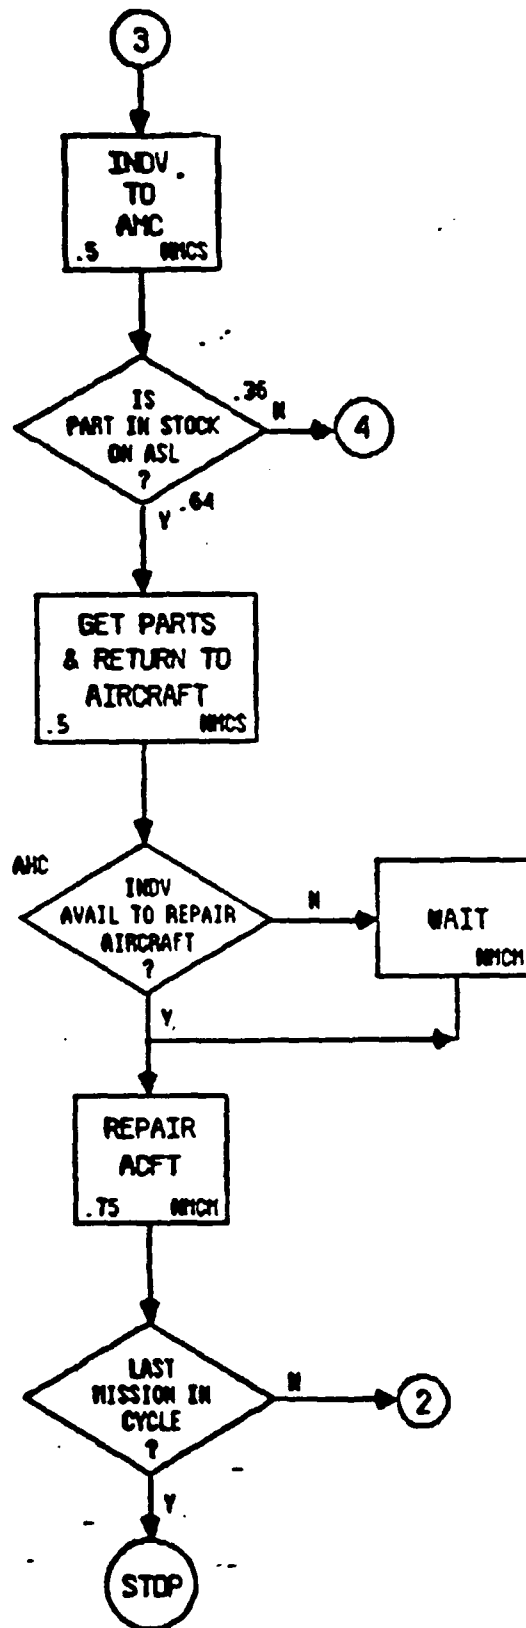 3
INDV.
TO
AMC
.5 NMCS
IS
PART IN STOCK
ON ASL
?
.36
N
4
Y .64
GET PARTS
& RETURN TO
AIRCRAFT
.5 NMCS
AHC
INDV
AVAIL TO REPAIR
AIRCRAFT
?
N
WAIT
NMCM
Y
REPAIR
ACFT
.75 NMCM
LAST
MISSION IN
CYCLE
?
N
2
Y
STOP